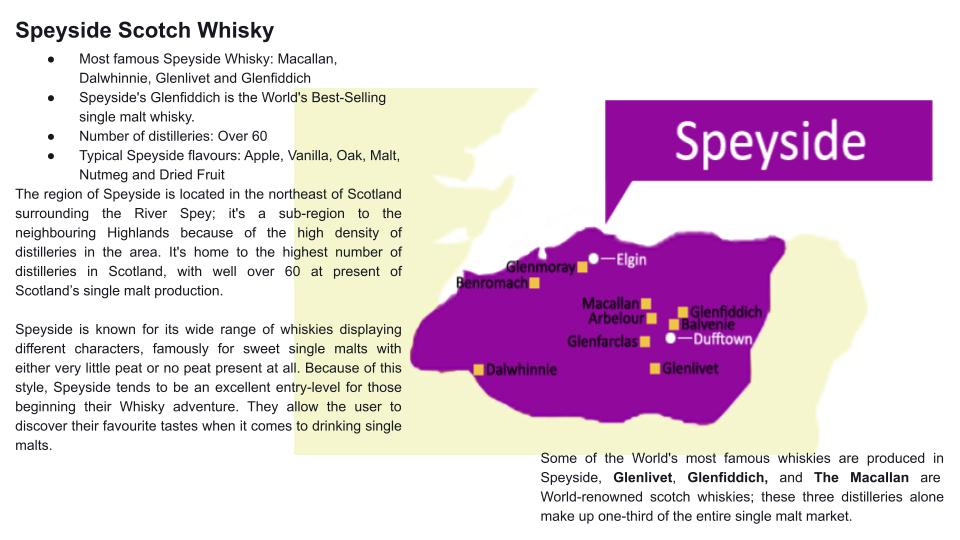 Speyside Scotch Whisky
● Most famous Speyside Whisky: Macallan,
Dalwhinnie, Glenlivet and Glenfiddich
● Speyside's Glenfiddich is the World's Best-Selling
single malt whisky.
● Number of distilleries: Over 60
● Typical Speyside flavours: Apple, Vanilla, Oak, Malt,
Nutmeg and Dried Fruit
The region of Speyside is located in the northeast of Scotland
surrounding the River Spey; it's a sub-region to the
neighbouring Highlands because of the high density of
distilleries in the area. It's home to the highest number of
distilleries in Scotland, with well over 60 at present of
Scotland’s single malt production.
Speyside is known for its wide range of whiskies displaying
different characters, famously for sweet single malts with
either very little peat or no peat present at all. Because of this
style, Speyside tends to be an excellent entry-level for those
beginning their Whisky adventure. They allow the user to
discover their favourite tastes when it comes to drinking single
malts.
Speyside
Elgin
Glenmoray
Benromach
Macallan
Glenfiddich
Arbelour
Balvenie
Glenfarclas
Dufftown
Dalwhinnie
Glenlivet
Some of the World's most famous whiskies are produced in
Speyside, Glenlivet, Glenfiddich, and The Macallan are
World-renowned scotch whiskies; these three distilleries alone
make up one-third of the entire single malt market.